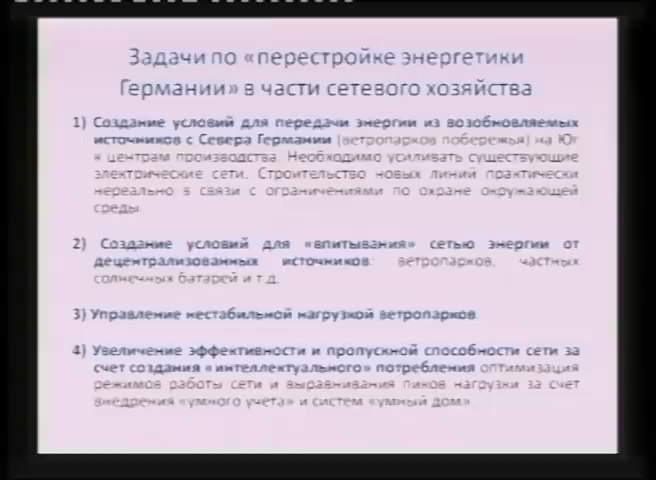 Задачи по «перестройке энергетики
Германии» в части сетевого хозяйства
1) Создание условий для передачи энергии из возобновляемых
источников с Севера Германии (ветропарков побережья) на Юг
к центрам производства. Необходимо усиливать существующие
электрические сети. Строительство новых линий практически
нереально в связи с ограничениями по охране окружающей
среды.
2) Создание условий для «впитывания» сетью энергии от
децентрализованных источников: ветропарков, частных
солнечных батарей и т.д.
3) Управление нестабильной нагрузкой ветропарков.
4) Увеличение эффективности и пропускной способности сети за
счет создания «интеллектуального» потребления оптимизация
режимов работы сети и выравнивания пиков нагрузки за счет
внедрения «умного учета» и систем «умный дом»